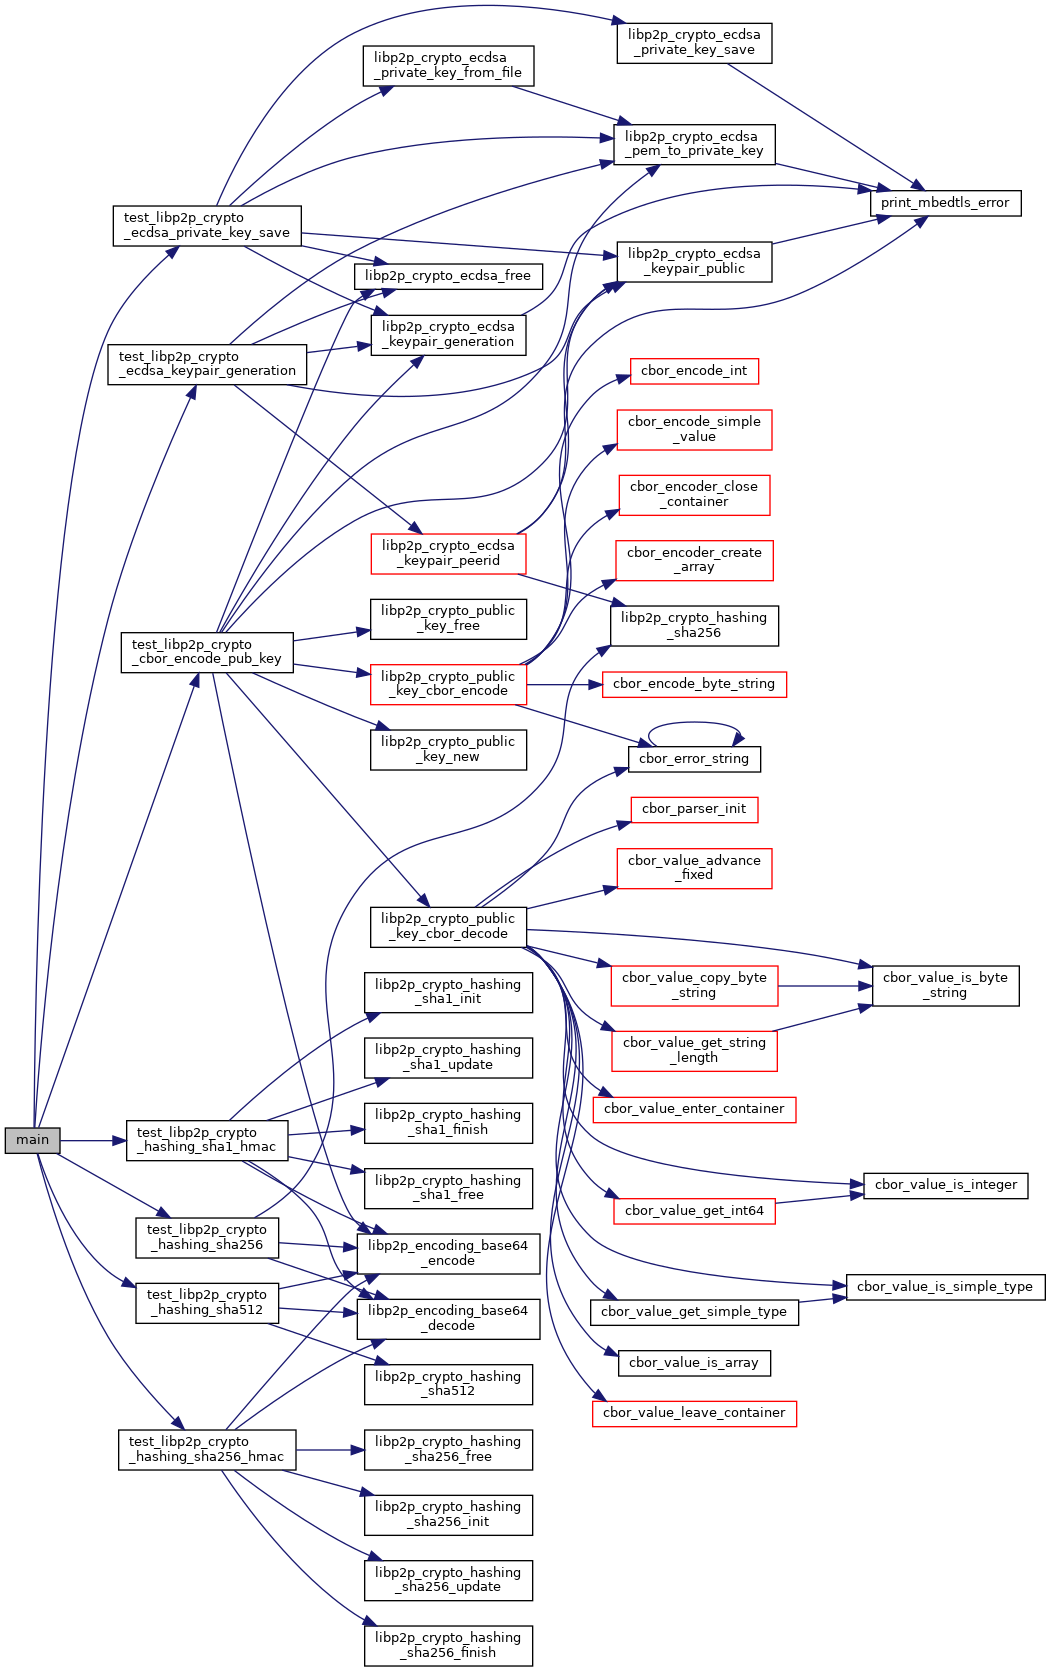 main
test_libp2p_crypto
_ecdsa_private_key_save
test_libp2p_crypto
_ecdsa_keypair_generation
test_libp2p_crypto
_cbor_encode_pub_key
test_libp2p_crypto
_hashing_sha1_hmac
test_libp2p_crypto
_hashing_sha256
test_libp2p_crypto
_hashing_sha512
test_libp2p_crypto
_hashing_sha256_hmac
libp2p_crypto_ecdsa
_private_key_from_file
libp2p_crypto_ecdsa_free
libp2p_crypto_ecdsa
_keypair_generation
libp2p_crypto_ecdsa
_keypair_peerid
libp2p_crypto_public
_key_free
libp2p_crypto_public
_key_cbor_encode
libp2p_crypto_public
_key_new
libp2p_crypto_public
_key_cbor_decode
libp2p_crypto_hashing
_sha1_init
libp2p_crypto_hashing
_sha1_update
libp2p_crypto_hashing
_sha1_finish
libp2p_crypto_hashing
_sha1_free
libp2p_encoding_base64
_encode
libp2p_encoding_base64
_decode
libp2p_crypto_hashing
_sha512
libp2p_crypto_hashing
_sha256_free
libp2p_crypto_hashing
_sha256_init
libp2p_crypto_hashing
_sha256_update
libp2p_crypto_hashing
_sha256_finish
libp2p_crypto_ecdsa
_private_key_save
libp2p_crypto_ecdsa
_pem_to_private_key
libp2p_crypto_ecdsa
_keypair_public
cbor_encode_int
cbor_encode_simple
_value
cbor_encoder_close
_container
cbor_encoder_create
_array
libp2p_crypto_hashing
_sha256
cbor_encode_byte_string
cbor_error_string
cbor_parser_init
cbor_value_advance
_fixed
cbor_value_copy_byte
_string
cbor_value_get_string
_length
cbor_value_enter_container
cbor_value_get_int64
cbor_value_get_simple_type
cbor_value_is_array
cbor_value_leave_container
print_mbedtls_error
cbor_value_is_byte
_string
cbor_value_is_integer
cbor_value_is_simple_type